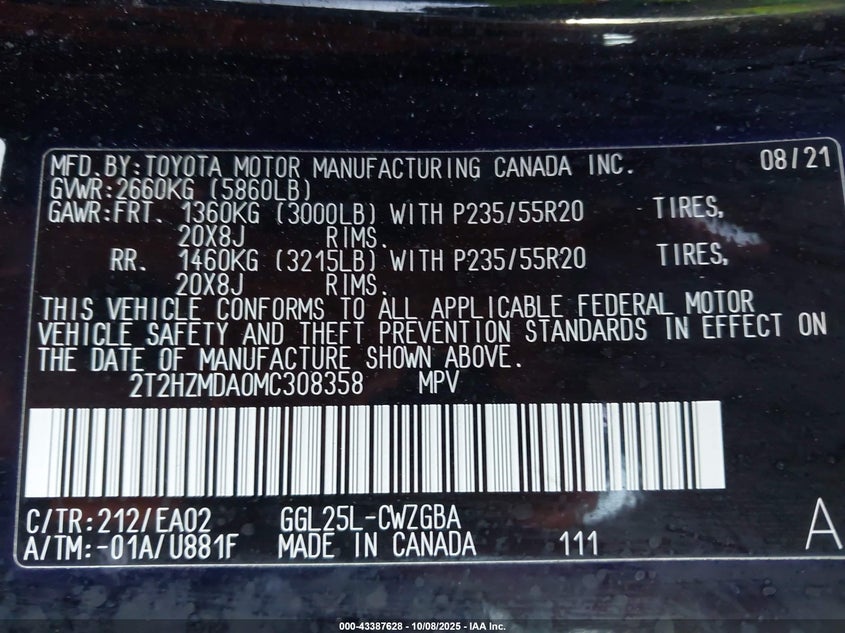 MFD.BY:TOYOTA MOTOR MANUFACTURING CANADA INC. 08/21
GVWR:2660KG (5860LB)
GAWR:FRT. 1360KG (3000LB) WITH P235/55R20 TIRES,
20X8J RIMS.
RR. 1460KG (3215LB) WITH P235/55R20 TIRES,
20X8J RIMS.
THIS VEHICLE CONFORMS TO ALL APPLICABLE FEDERAL MOTOR
VEHICLE SAFETY AND THEFT PREVENTION STANDARDS IN EFFECT ON
THE DATE OF MANUFACTURE SHOWN ABOVE.
2T2HZMDA0MC308358 MPV
C/TR:212/EA02 GGL25L-CWZGBA
A/TM:-01A/U881F MADE IN CANADA 111 A
000-43387628 - 10/08/2025 - IAA Inc.